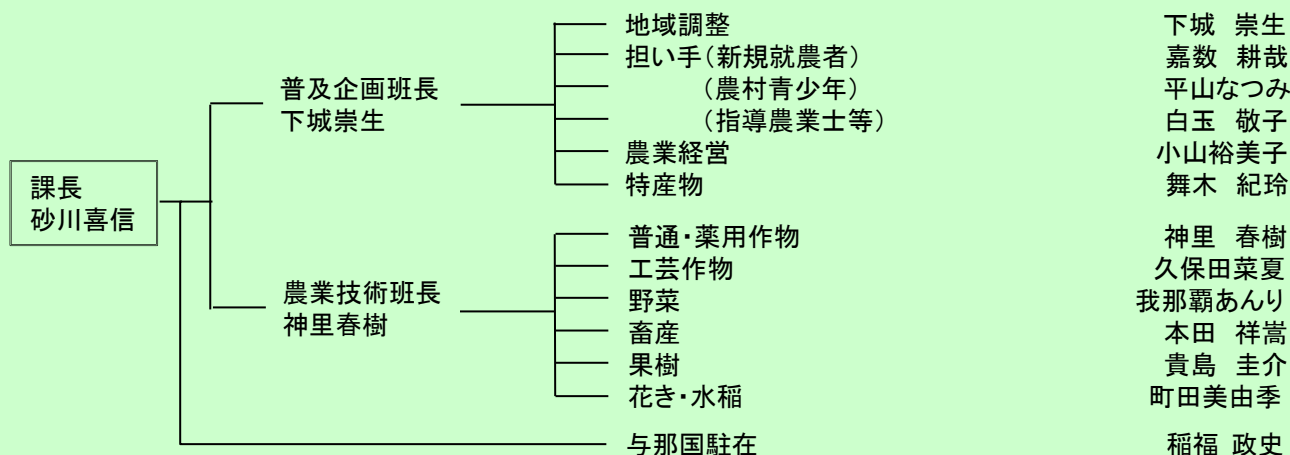 課長
砂川喜信
普及企画班長
下城崇生
地域調整 下城 崇生
担い手（新規就農者） 嘉数 耕哉
（農村青少年） 平山なつみ
（指導農業士等） 白玉 敬子
農業経営 小山裕美子
特産物 舞木 紀玲
農業技術班長
神里春樹
普通・薬用作物 神里 春樹
工芸作物 久保田菜夏
野菜 我那覇あんり
畜産 本田 祥嵩
果樹 貴島 圭介
花き・水稲 町田美由季
与那国駐在 稲福 政史